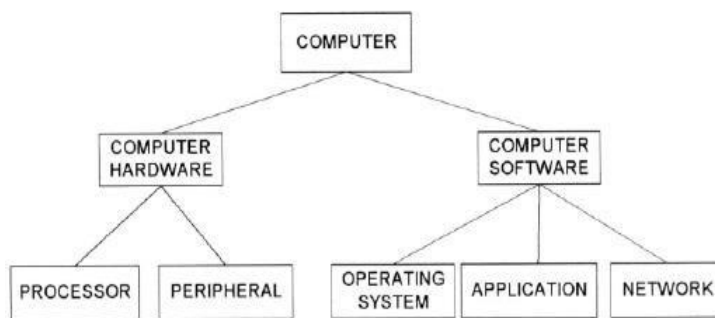 COMPUTER
COMPUTER
HARDWARE
COMPUTER
SOFTWARE
PROCESSOR
PERIPHERAL
OPERATING
SYSTEM
APPLICATION
NETWORK